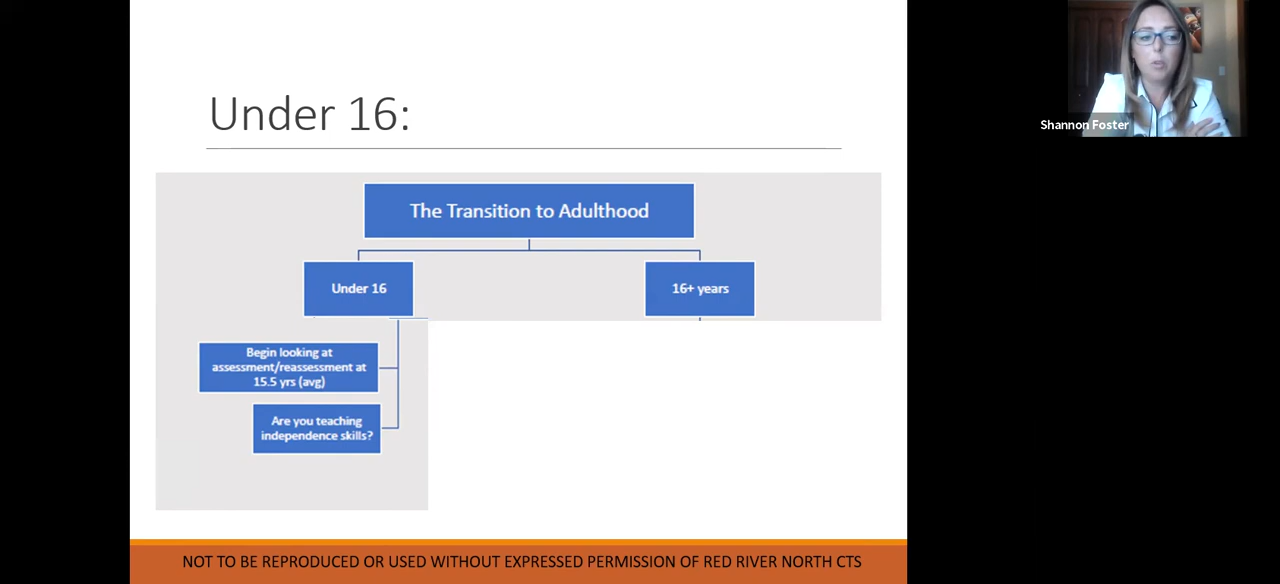 Under 16:
Shannon Foster
The Transition to Adulthood
Under 16
16+ years
Begin looking at
assessment/reassessment at
15.5 yrs (avg)
Are you teaching
independence skills?
NOT TO BE REPRODUCED OR USED WITHOUT EXPRESSED PERMISSION OF RED RIVER NORTH CTS